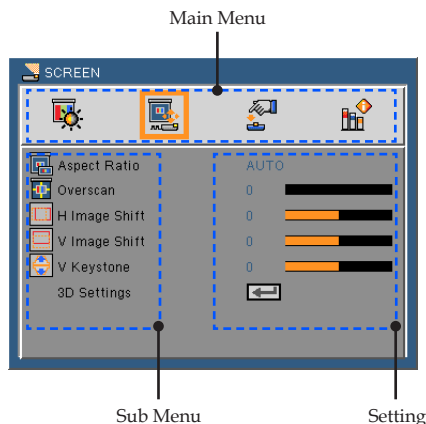 Main Menu
SCREEN
Aspect Ratio AUTO
Overscan 0
H Image Shift 0
V Image Shift 0
V Keystone 0
3D Settings
Sub Menu Setting